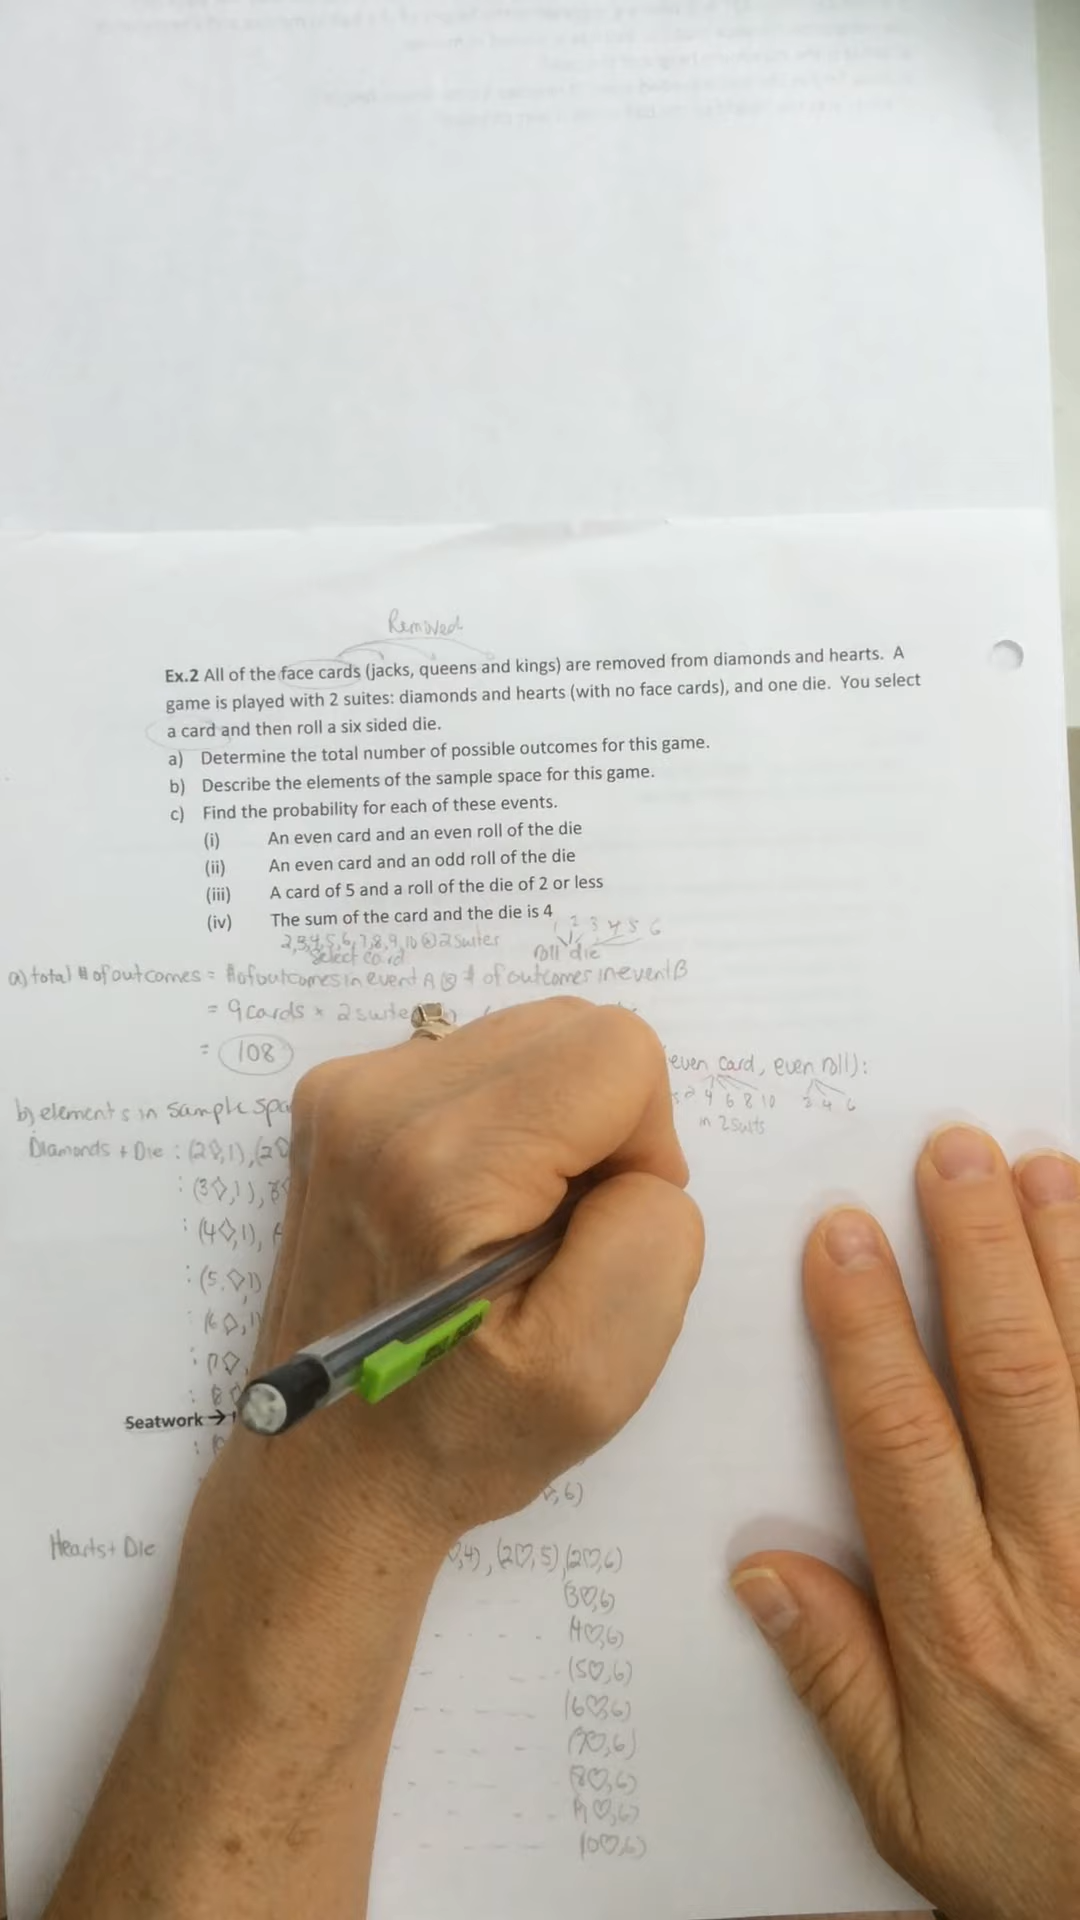 Removed
Ex.2 All of the face cards (jacks, queens and kings) are removed from diamonds and hearts. A
game is played with 2 suites: diamonds and hearts (with no face cards), and one die. You select
a card and then roll a six sided die.
a) Determine the total number of possible outcomes for this game.
b) Describe the elements of the sample space for this game.
c) Find the probability for each of these events.
(i) An even card and an even roll of the die
(ii) An even card and an odd roll of the die
(iii) A card of 5 and a roll of the die of 2 or less
(iv) The sum of the card and the die is 4
1 2 3 4 5 6
2,3,4,5,6,7,8,9,10 @ 2 suites
Select card roll die
a) total # of outcomes = # of outcomes in event A ⊗ # of outcomes in event B
= 9 cards × 2 suite
= 108
even card, even roll):
2 4 6 8 10 2 4 6
in 2 suits
b) elements in sample spa
Diamonds + Die : (2◇,1), (2◇
: (3◇,1), 3◇
: (4◇,1),
: (5◇,1)
: (6◇,1)
: (7◇,
: (8◇
Seatwork →
,6)
Hearts + Die ♡,4), (2♡,5), (2♡,6)
(3♡,6)
(4♡,6)
(5♡,6)
(6♡,6)
(7♡,6)
(8♡,6)
(9♡,6)
(10♡,6)